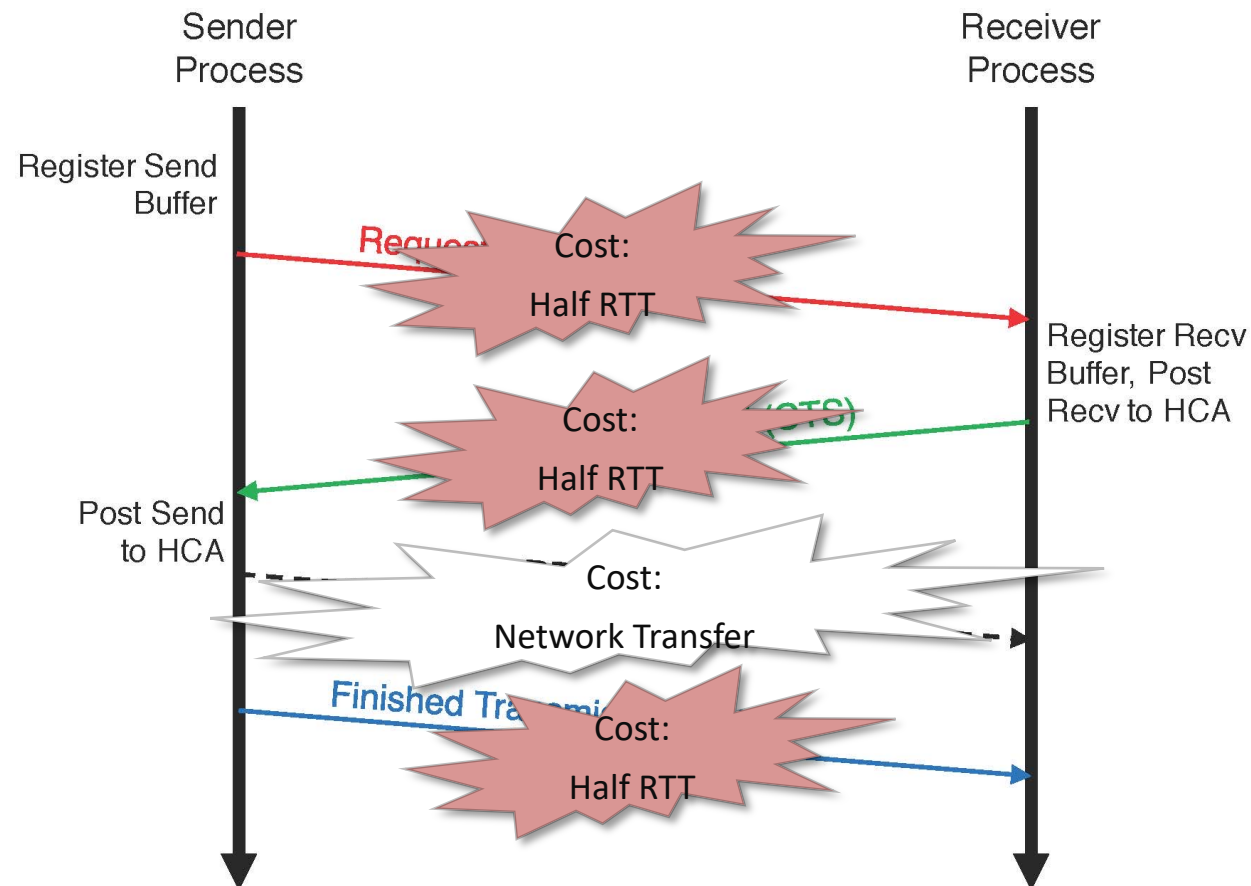 Sender
Process
Receiver
Process
Register Send
Buffer
Cost:
Half RTT
Register Recv
Buffer, Post
Recv to HCA
Cost:
Half RTT
(CTS)
Post Send
to HCA
Cost:
Network Transfer
Finished
Cost:
Half RTT